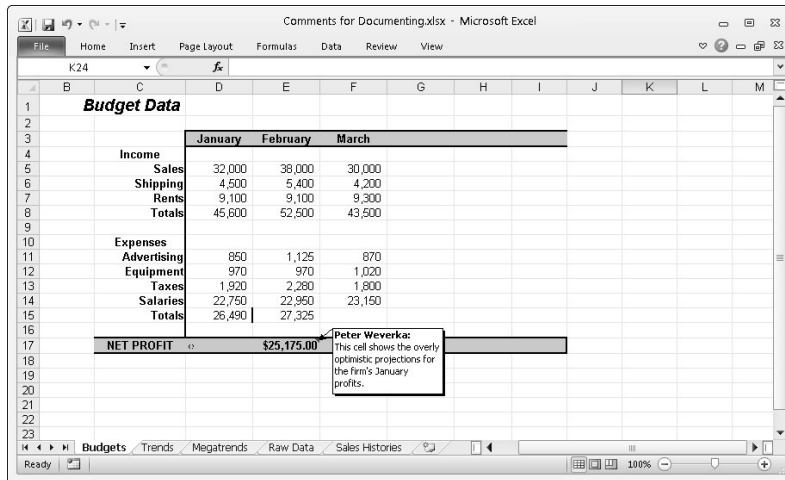 Comments for Documenting.xlsx - Microsoft Excel
File Home Insert Page Layout Formulas Data Review View
K24 fx
B C D E F G H I J K L M
1 Budget Data
2
3 January February March
4 Income
5 Sales 32,000 38,000 30,000
6 Shipping 4,500 5,400 4,200
7 Rents 9,100 9,100 9,300
8 Totals 45,600 52,500 43,500
9
10 Expenses
11 Advertising 850 1,125 870
12 Equipment 970 970 1,020
13 Taxes 1,920 2,280 1,800
14 Salaries 22,750 22,950 23,150
15 Totals 26,490 27,325
16
17 NET PROFIT $25,175.00
Peter Weverka:
This cell shows the overly
optimistic projections for
the firm's January
profits.
18
19
20
21
22
23
Budgets Trends Megatrends Raw Data Sales Histories
Ready 100%